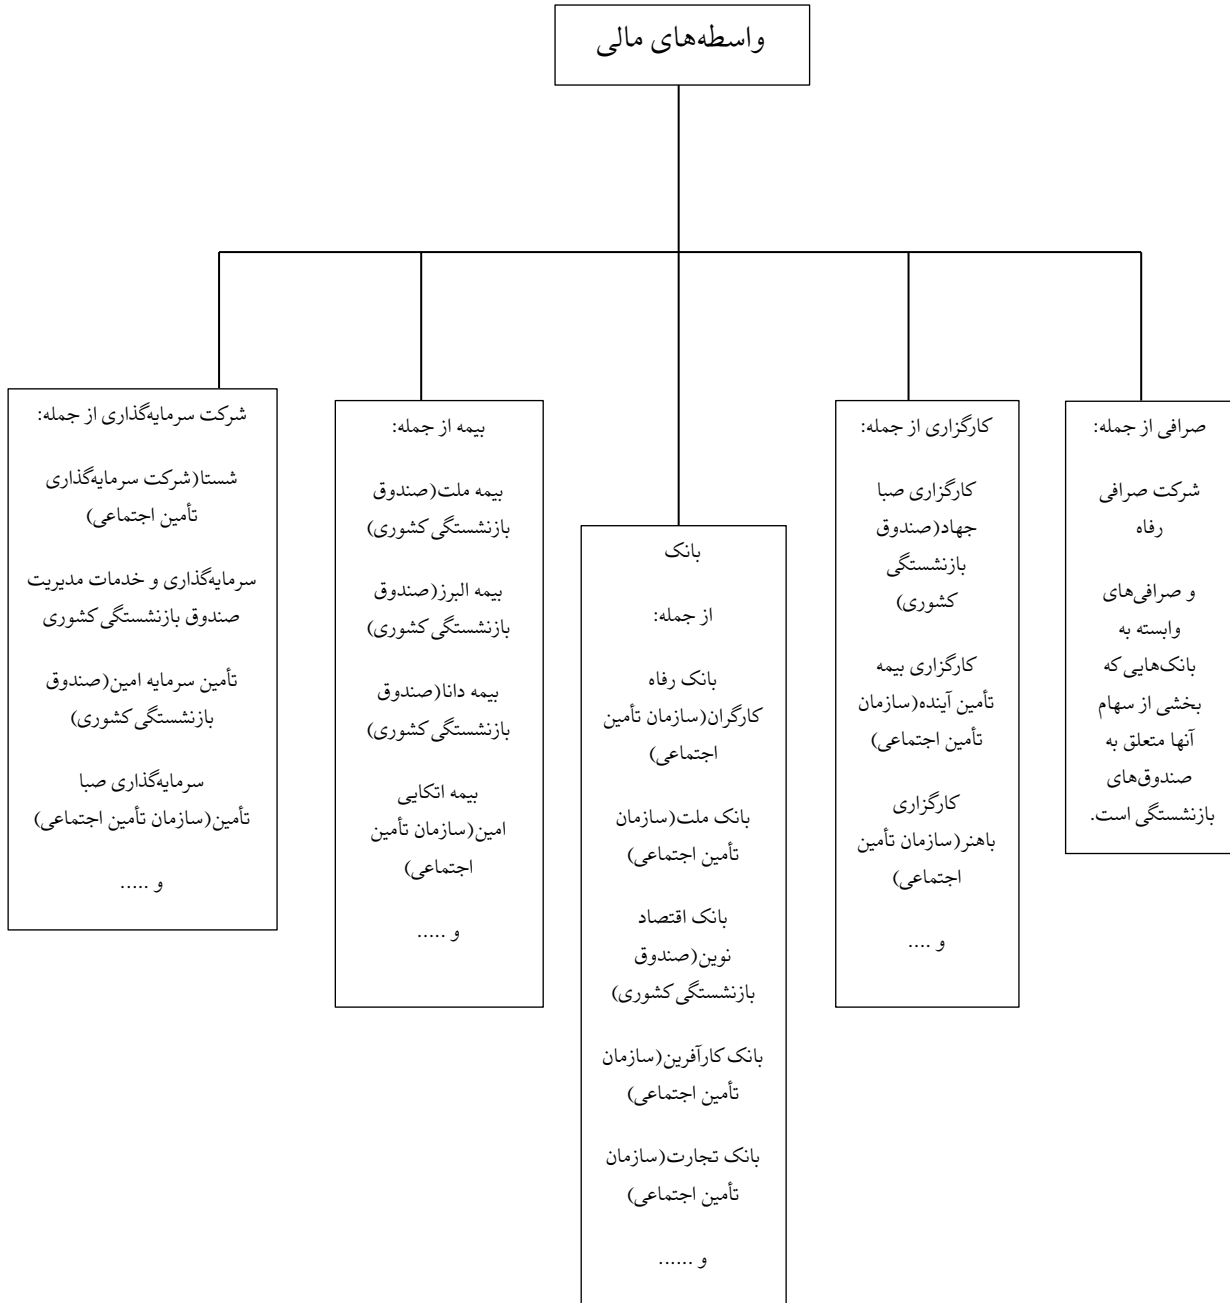 واسطه‌های مالی
صرافی از جمله:
شرکت صرافی
رفاه
و صرافی‌های
وابسته به
بانک‌هایی که
بخشی از سهام
آنها متعلق به
صندوق‌های
بازنشستگی است.
کارگزاری از جمله:
کارگزاری صبا
جهاد(صندوق
بازنشستگی
کشوری)
کارگزاری بیمه
تأمین آینده(سازمان
تأمین اجتماعی)
کارگزاری
باهنر(سازمان تأمین
اجتماعی)
و ....
بانک
از جمله:
بانک رفاه
کارگران(سازمان تأمین
اجتماعی)
بانک ملت(سازمان
تأمین اجتماعی)
بانک اقتصاد
نوین(صندوق
بازنشستگی کشوری)
بانک کارآفرین(سازمان
تأمین اجتماعی)
بانک تجارت(سازمان
تأمین اجتماعی)
و ......
بیمه از جمله:
بیمه ملت(صندوق
بازنشستگی کشوری)
بیمه البرز(صندوق
بازنشستگی کشوری)
بیمه دانا(صندوق
بازنشستگی کشوری)
بیمه اتکایی
امین(سازمان تأمین
اجتماعی)
و .....
شرکت سرمایه‌گذاری از جمله:
شستا(شرکت سرمایه‌گذاری
تأمین اجتماعی)
سرمایه‌گذاری و خدمات مدیریت
صندوق بازنشستگی کشوری
تأمین سرمایه امین(صندوق
بازنشستگی کشوری)
سرمایه‌گذاری صبا
تأمین(سازمان تأمین اجتماعی)
و .....